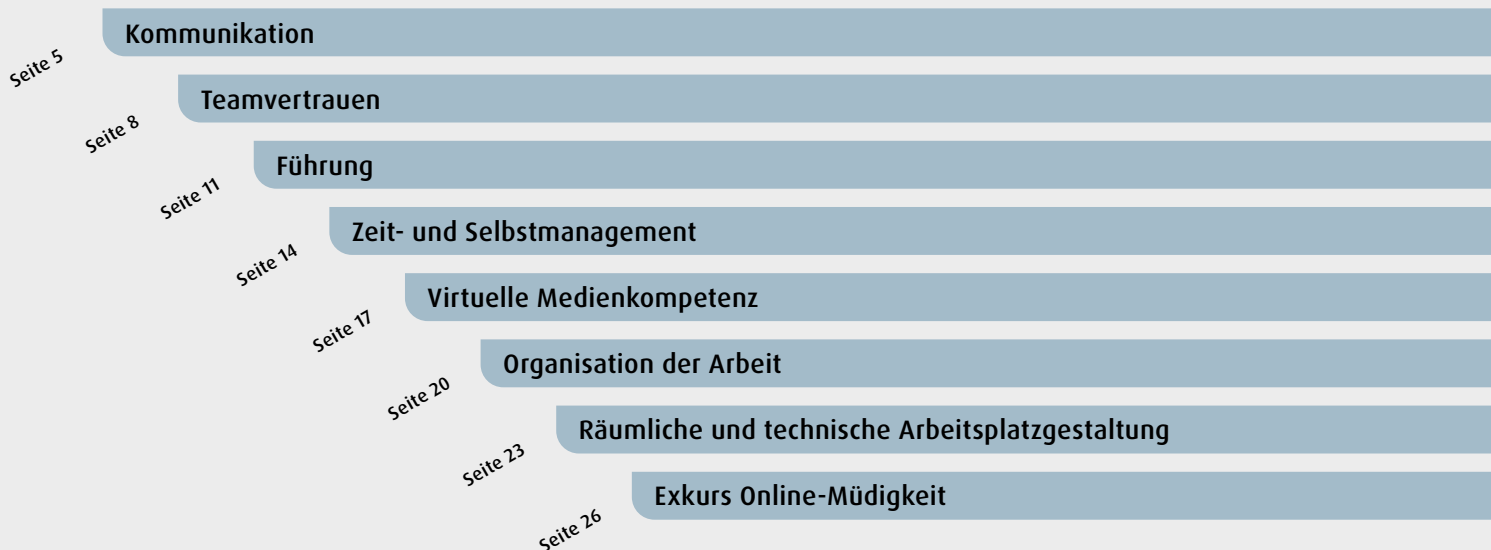 Kommunikation
Seite 5
Teamvertrauen
Seite 8
Führung
Seite 11
Zeit- und Selbstmanagement
Seite 14
Virtuelle Medienkompetenz
Seite 17
Organisation der Arbeit
Seite 20
Räumliche und technische Arbeitsplatzgestaltung
Seite 23
Exkurs Online-Müdigkeit
Seite 26